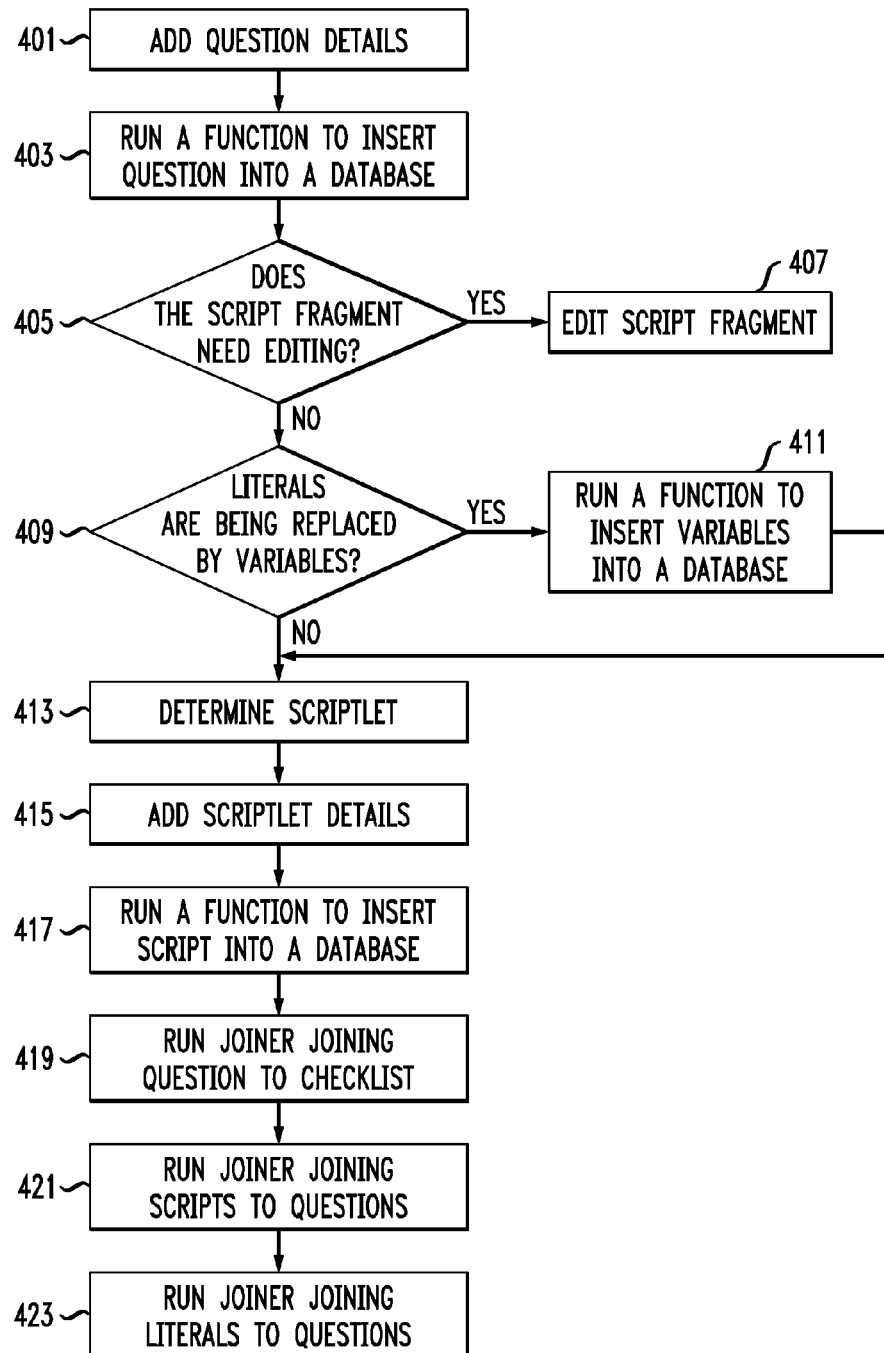 401
ADD QUESTION DETAILS
403
RUN A FUNCTION TO INSERT
QUESTION INTO A DATABASE
405
DOES
THE SCRIPT FRAGMENT
NEED EDITING?
YES
407
EDIT SCRIPT FRAGMENT
NO
409
LITERALS
ARE BEING REPLACED
BY VARIABLES?
YES
411
RUN A FUNCTION TO
INSERT VARIABLES
INTO A DATABASE
NO
413
DETERMINE SCRIPTLET
415
ADD SCRIPTLET DETAILS
417
RUN A FUNCTION TO INSERT
SCRIPT INTO A DATABASE
419
RUN JOINER JOINING
QUESTION TO CHECKLIST
421
RUN JOINER JOINING
SCRIPTS TO QUESTIONS
423
RUN JOINER JOINING
LITERALS TO QUESTIONS